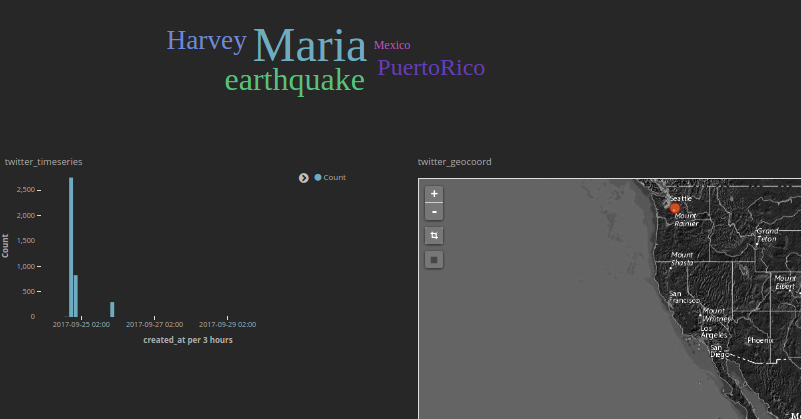 Harvey Maria Mexico
earthquake PuertoRico
twitter_timeseries
Count
2,500
2,000
1,500
1,000
500
0
Count
2017-09-25 02:00 2017-09-27 02:00 2017-09-29 02:00
created_at per 3 hours
twitter_geocoord
+
-
Seattle
Mount
Rainier
Grand
Teton
Mount
Shasta
Mount
Elbert
San
Francisco
Mount
Whitney
Los
Angeles
San
Diego
Phoenix